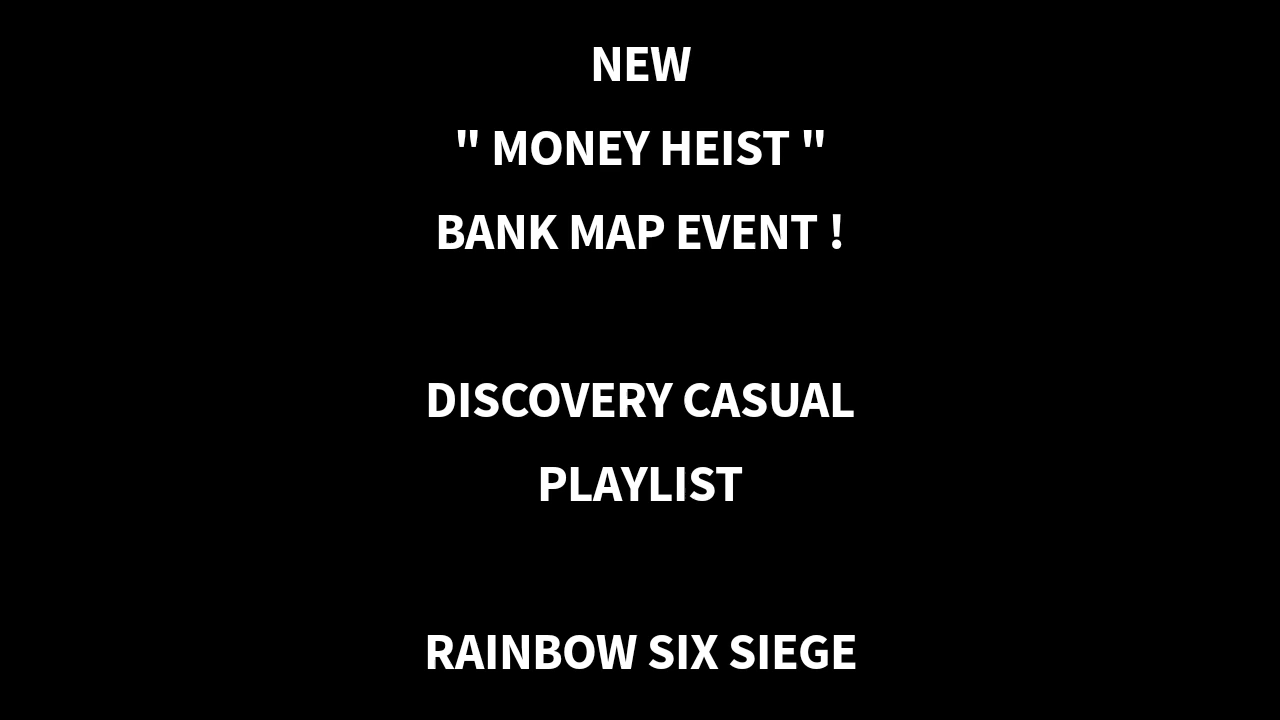 NEW
" MONEY HEIST "
BANK MAP EVENT !
DISCOVERY CASUAL
PLAYLIST
RAINBOW SIX SIEGE